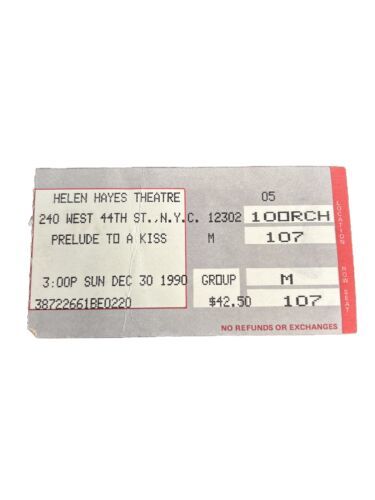 HELEN HAYES THEATRE 05
240 WEST 44TH ST., N.Y.C. 12302 100RCH
PRELUDE TO A KISS M 107
3:00P SUN DEC 30 1990 GROUP M
38722661BE0220 $42.50 107
NO REFUNDS OR EXCHANGES
LOCATION
ROW SEAT